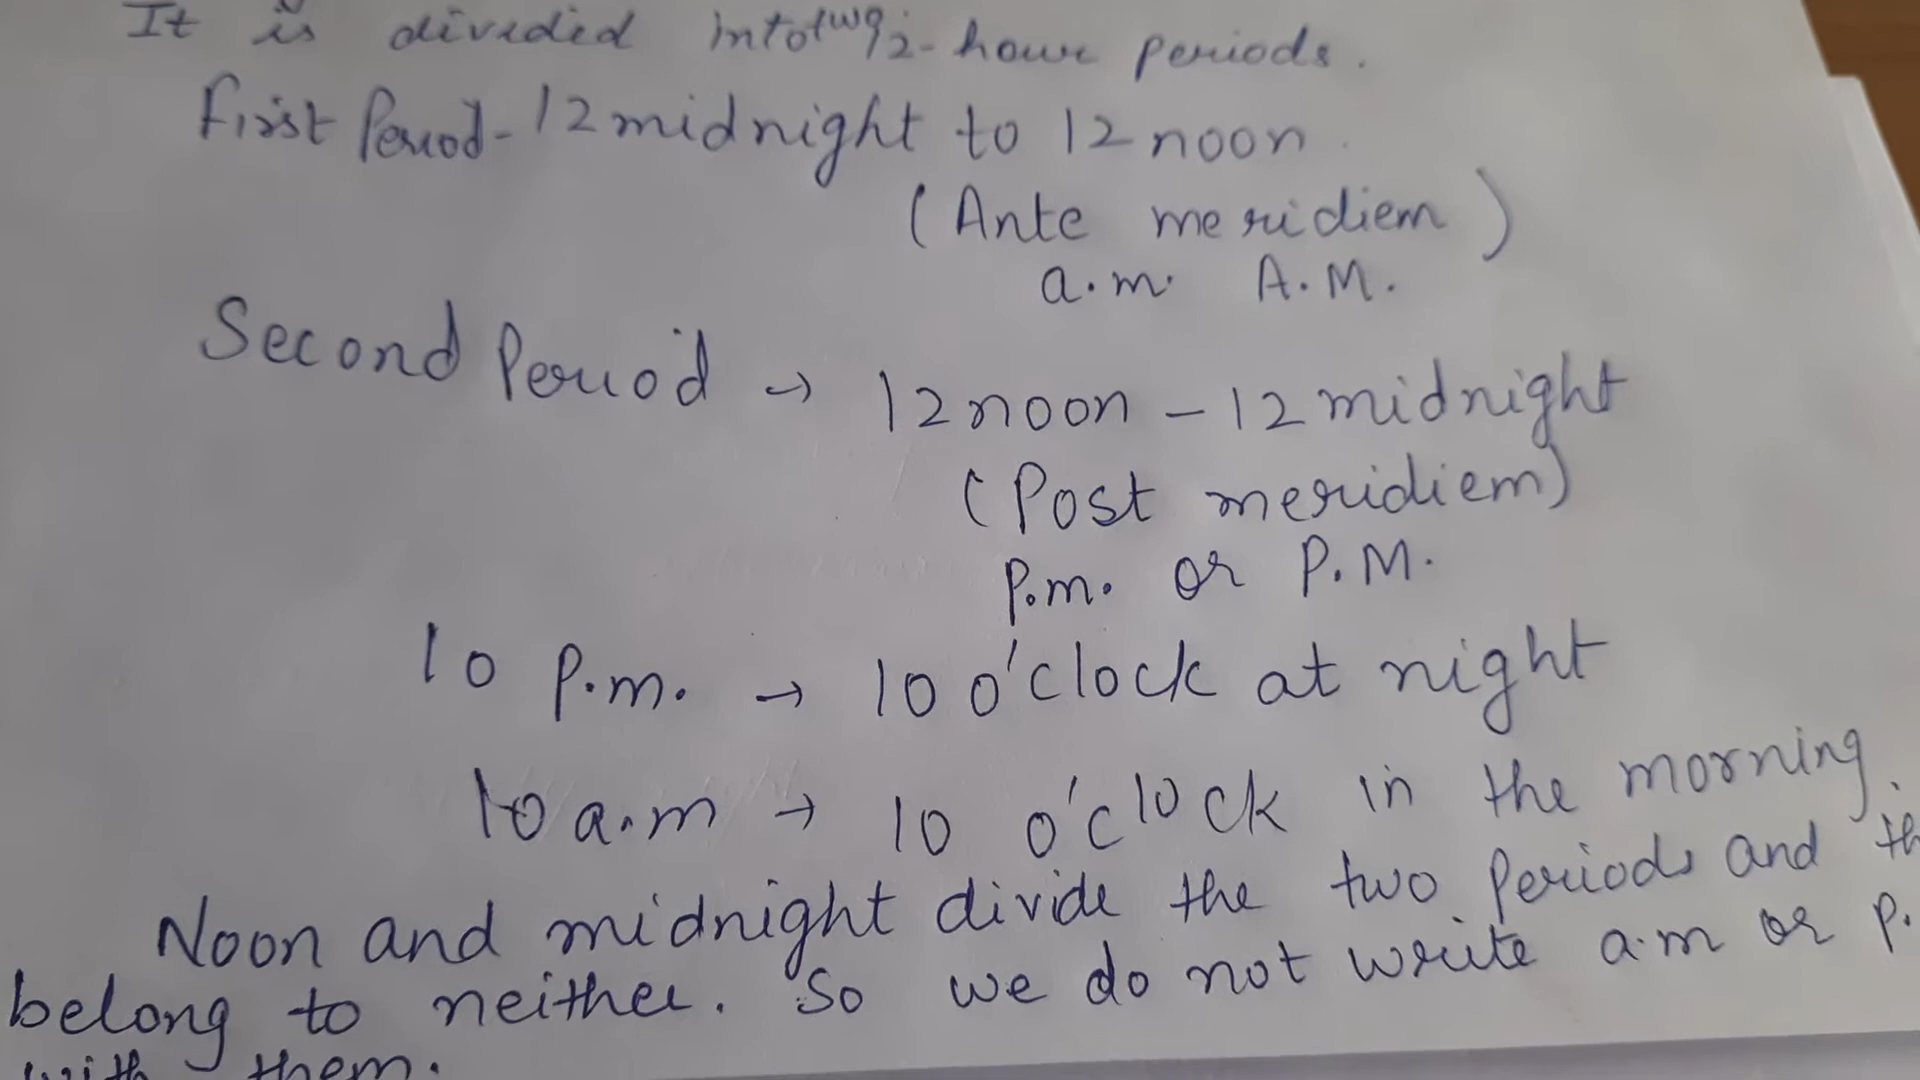 It is divided into two 12-hour periods.
First Period - 12 midnight to 12 noon
(Ante meridiem)
a.m. A.M.
Second Period → 12 noon - 12 midnight
(Post meridiem)
P.m. or P.M.
10 P.m. → 10 o'clock at night
10 a.m → 10 o'clock in the morning.
Noon and midnight divide the two Periods and
belong to neither. So we do not write a.m or p.
with them.